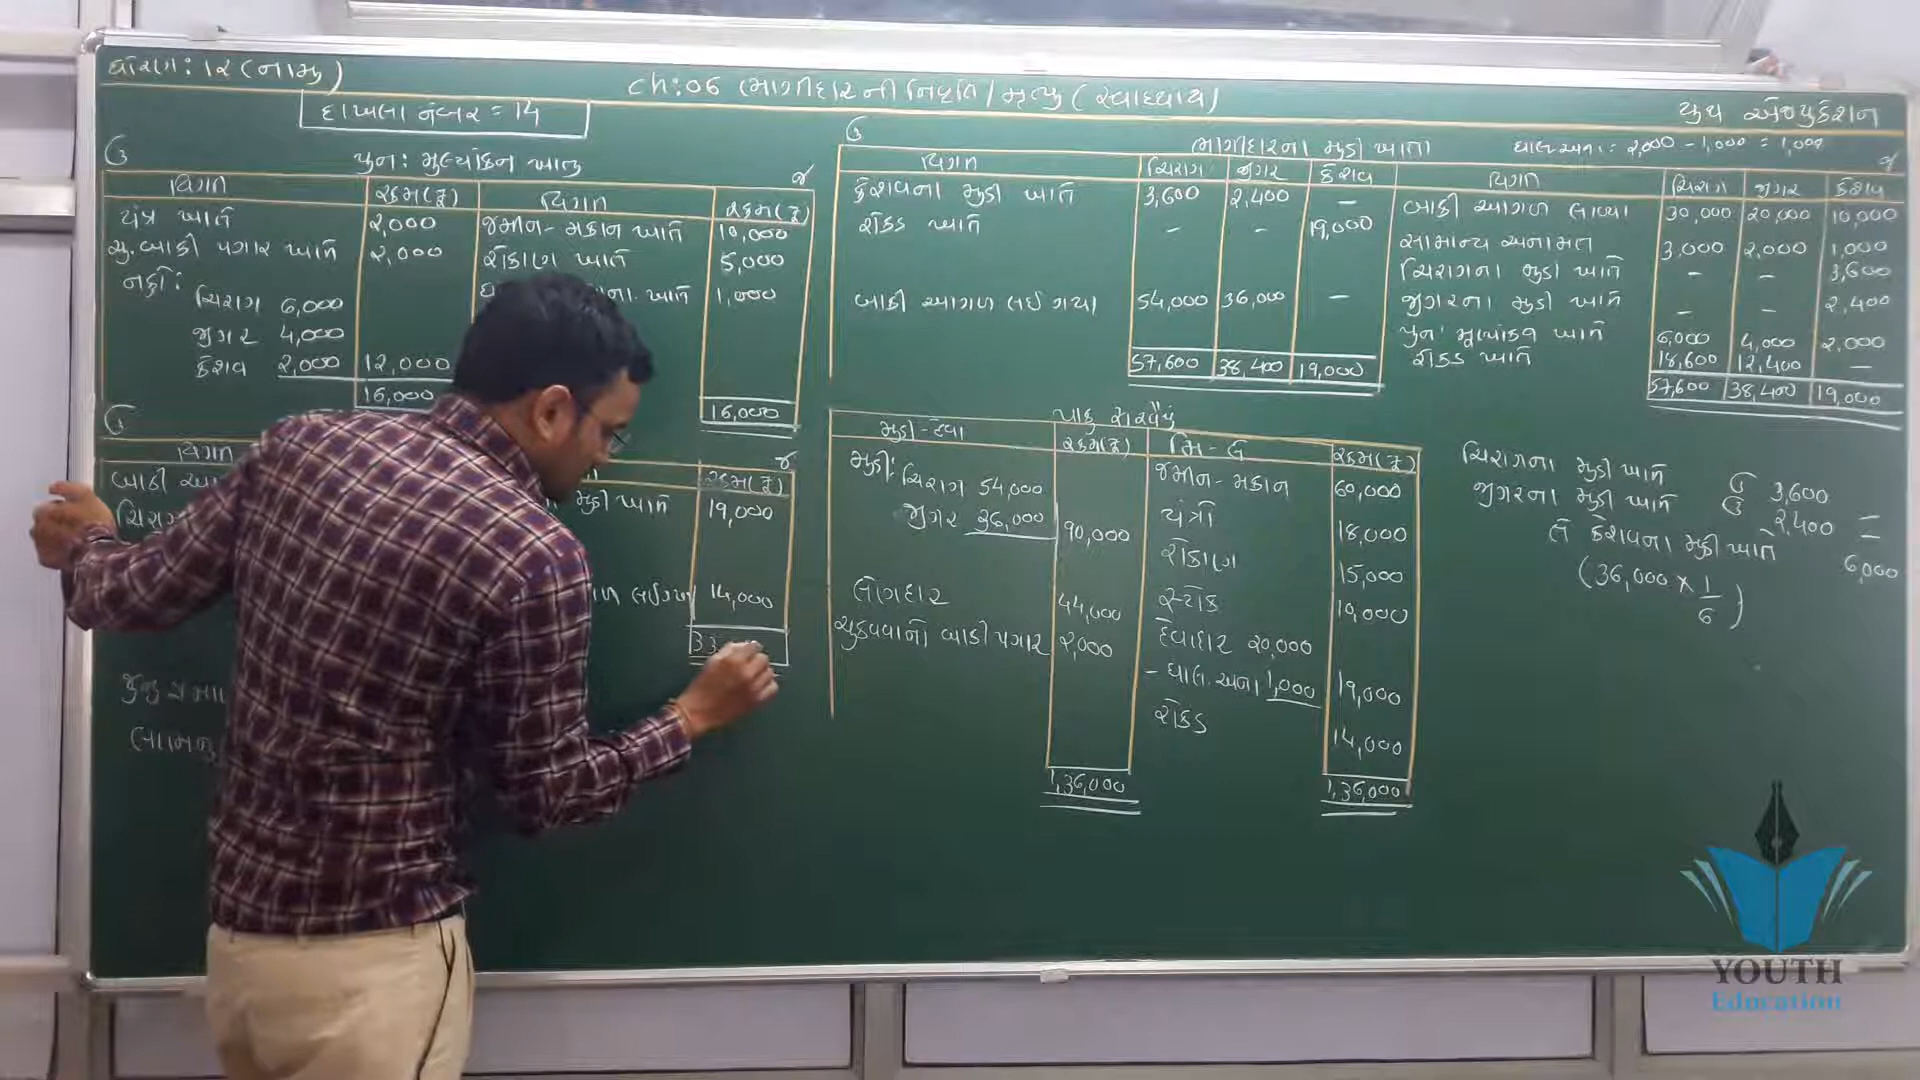 ધોરણ: 12 (નામુ)
ch: 06 ભાગીદારની નિવૃત્તિ / મૃત્યુ (સ્વાધ્યાય)
યુથ એજ્યુકેશન
દાખલા નંબર = 14
ઉ પુન: મુલ્યાંકન ખાતુ જ
વિગત રકમ(રૂ) વિગત રકમ(રૂ)
યંત્ર ખાતે 2,000 જમીન-મકાન ખાતે 10,000
ચુ. બાકી પગાર ખાતે 2,000 રોકાણ ખાતે 5,000
નફો: ખાતે 1,000
ચિરાગ 6,000
જીગર 4,000
કેશવ 2,000 12,000
16,000 16,000
ઉ જ
વિગત રકમ(રૂ)
બાકી મુડી ખાતે 19,000
ચિરાગ
લઈ ગયા 14,000
33
ઉ ભાગીદારના મુડી ખાતા ઘાલ અના: = 2,000 - 1,000 = 1,000 જ
વિગત ચિરાગ જીગર કેશવ વિગત ચિરાગ જીગર કેશવ
કેશવના મુડી ખાતે 3,600 2,400 - બાકી આગળ લાવ્યા 30,000 20,000 10,000
રોકડ ખાતે - - 19,000 સામાન્ય અનામત 3,000 2,000 1,000
ચિરાગના મુડી ખાતે - - 3,600
બાકી આગળ લઈ ગયા 54,000 36,000 - જીગરના મુડી ખાતે - - 2,400
પુન: મૂલ્યાંકન ખાતે 6,000 4,000 2,000
રોકડ ખાતે 18,600 12,400 -
57,600 38,400 19,000 57,600 38,400 19,000
પાકુ સરવૈયું
મુડી-દેવા રકમ(રૂ) મિ-લે રકમ(રૂ)
મુડી: જમીન-મકાન 60,000
ચિરાગ 54,000 યંત્રો 18,000
જીગર 36,000 90,000 રોકાણ 15,000
લેણદાર 44,000 સ્ટોક 10,000
ચુકવવાનો બાકી પગાર 2,000 દેવાદાર 20,000
- ઘાલ. અના 1,000 19,000
રોકડ 14,000
1,36,000 1,36,000
ચિરાગના મુડી ખાતે ઉ 3,600
જીગરના મુડી ખાતે ઉ 2,400
તે કેશવના મુડી ખાતે 6,000
(36,000 × 1/6)
YOUTH
Education